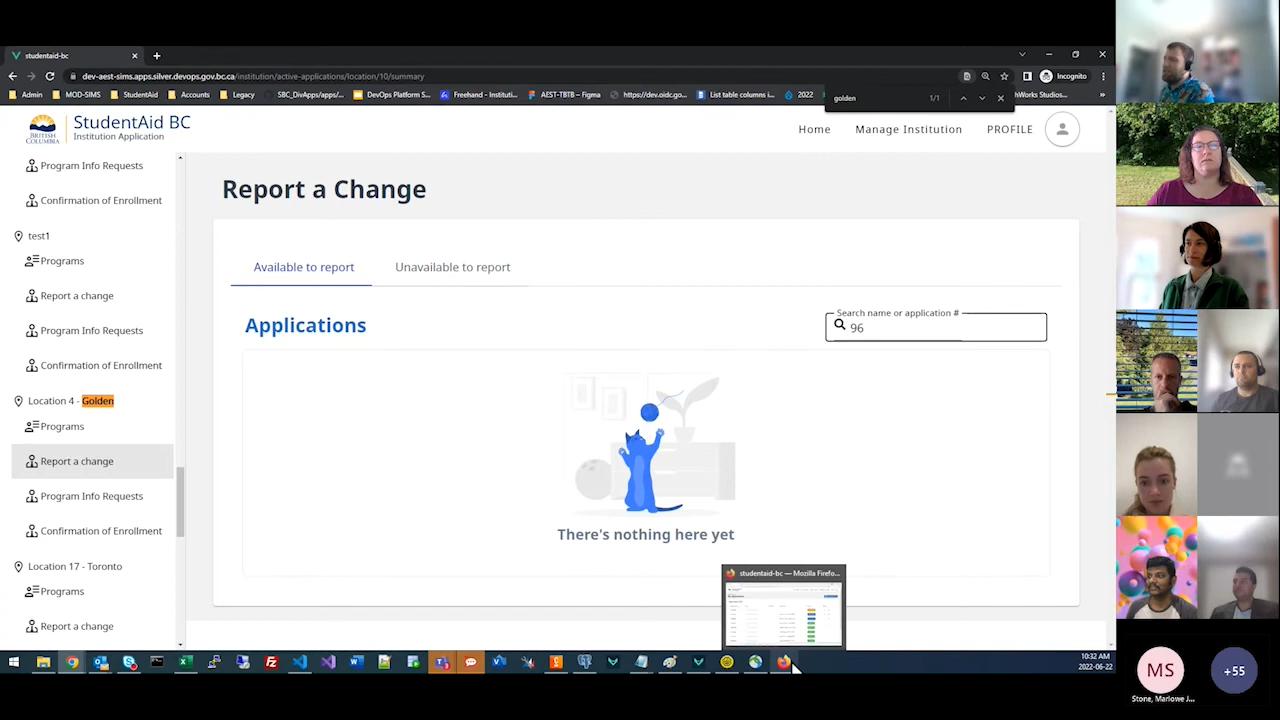 studentaid-bc
dev-aest-sims.apps.silver.devops.gov.bc.ca/institution/active-applications/location/10/summary
Incognito
Admin
MOD-SIMS
StudentAid
Accounts
Legacy
SBC_DivApps/apps/...
DevOps Platform S...
Freehand - Instituti...
AEST-TBTB – Figma
https://dev.oidc.go...
List table columns i...
2022
hWorks Studios...
golden
1/1
BRITISH
COLUMBIA
StudentAid BC
Institution Application
Home
Manage Institution
PROFILE
Program Info Requests
Confirmation of Enrollment
test1
Programs
Report a change
Program Info Requests
Confirmation of Enrollment
Location 4 - Golden
Programs
Report a change
Program Info Requests
Confirmation of Enrollment
Location 17 - Toronto
Programs
Report a change
Report a Change
Available to report
Unavailable to report
Applications
Search name or application #
96
There's nothing here yet
studentaid-bc — Mozilla Firefo...
10:32 AM
2022-06-22
MS
Stone, Marlowe J...
+55